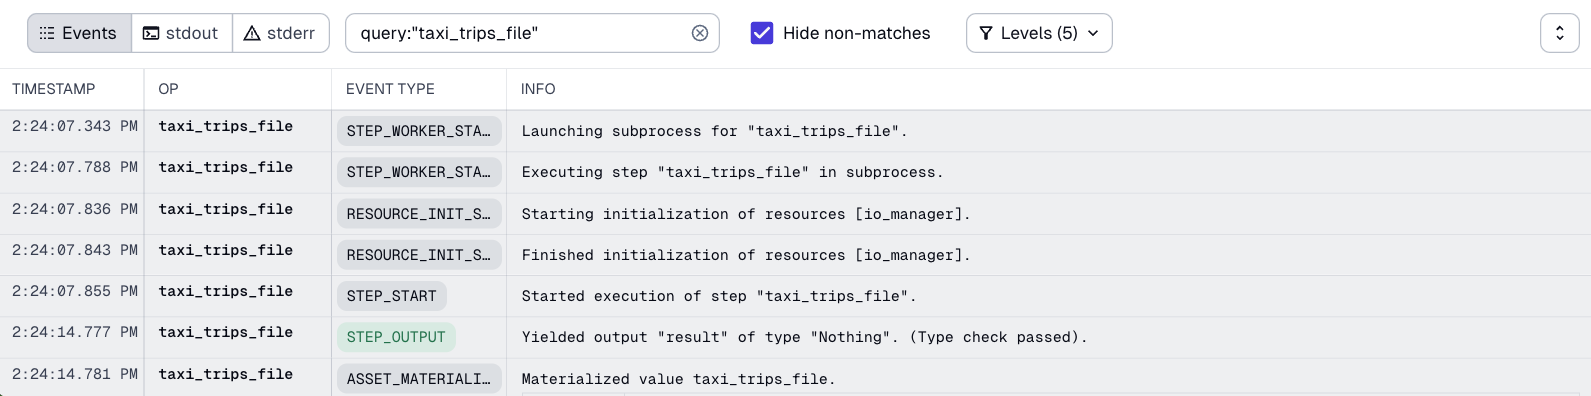 Events stdout stderr query:"taxi_trips_file" Hide non-matches Levels (5)
TIMESTAMP OP EVENT TYPE INFO
2:24:07.343 PM taxi_trips_file STEP_WORKER_STA… Launching subprocess for "taxi_trips_file".
2:24:07.788 PM taxi_trips_file STEP_WORKER_STA… Executing step "taxi_trips_file" in subprocess.
2:24:07.836 PM taxi_trips_file RESOURCE_INIT_S… Starting initialization of resources [io_manager].
2:24:07.843 PM taxi_trips_file RESOURCE_INIT_S… Finished initialization of resources [io_manager].
2:24:07.855 PM taxi_trips_file STEP_START Started execution of step "taxi_trips_file".
2:24:14.777 PM taxi_trips_file STEP_OUTPUT Yielded output "result" of type "Nothing". (Type check passed).
2:24:14.781 PM taxi_trips_file ASSET_MATERIALI… Materialized value taxi_trips_file.